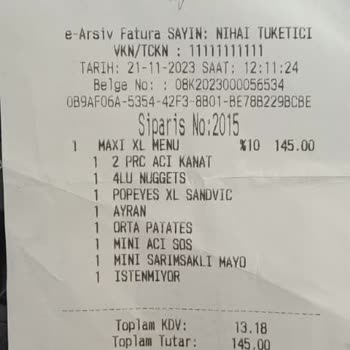 e-Arsiv Fatura SAYIN: NIHAI TUKETICI
VKN/TCKN : 11111111111
TARIH: 21-11-2023 SAAT: 12:11:24
Belge No: : 08K2023000056534
0B9AF06A-5354-42F3-8B01-BE78B229BCBE
Siparis No:2015
1 MAXI XL MENU %10 145.00
1 2 PRC ACI KANAT
1 4LU NUGGETS
1 POPEYES XL SANDVIC
1 AYRAN
1 ORTA PATATES
1 MINI ACI SOS
1 MINI SARIMSAKLI MAYO
1 ISTENMIYOR
Toplam KDV: 13.18
Toplam Tutar: 145.00